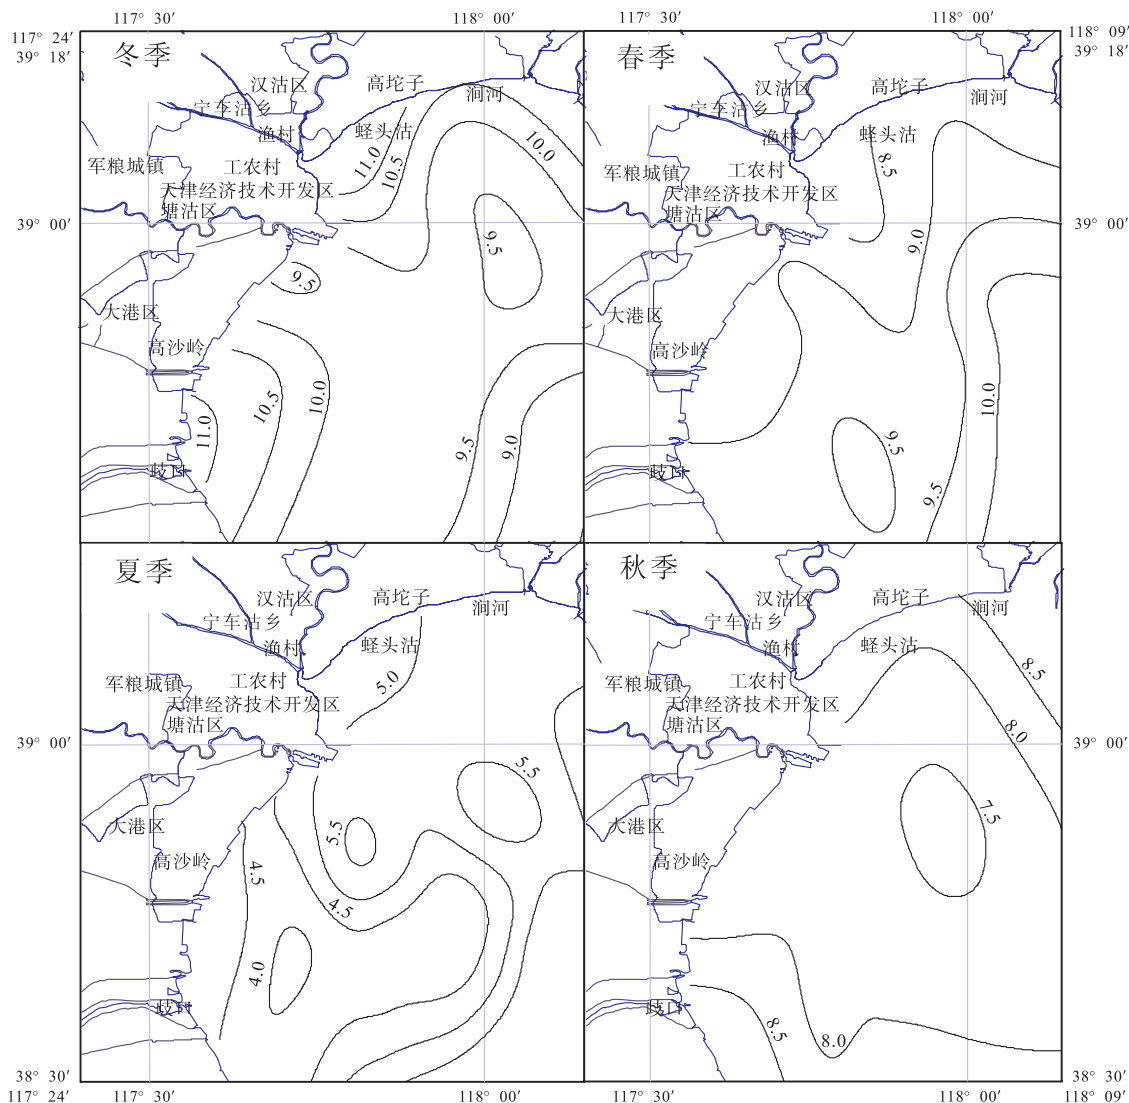 117° 30′
118° 00′
117° 30′
118° 00′
117° 24′
39° 18′
118° 09′
39° 18′
冬季
汉沽区
高坨子
涧河
宁车沽乡
渔村
蛏头沽
10.0
11.0
10.5
军粮城镇
工农村
天津经济技术开发区
塘沽区
39° 00′
9.5
9.5
大港区
高沙岭
10.5
10.0
11.0
9.5
9.0
歧口
春季
汉沽区
高坨子
涧河
宁车沽乡
渔村
蛏头沽
8.5
军粮城镇
工农村
天津经济技术开发区
塘沽区
39° 00′
9.0
大港区
高沙岭
10.0
9.5
9.5
歧口
夏季
汉沽区
高坨子
涧河
宁车沽乡
渔村
蛏头沽
5.0
军粮城镇
工农村
天津经济技术开发区
塘沽区
39° 00′
5.5
5.5
大港区
高沙岭
4.5
4.5
4.0
歧口
秋季
汉沽区
高坨子
涧河
宁车沽乡
渔村
蛏头沽
8.5
军粮城镇
工农村
天津经济技术开发区
塘沽区
8.0
39° 00′
7.5
大港区
高沙岭
歧口
8.5
8.0
38° 30′
117° 24′
38° 30′
118° 09′
117° 30′
118° 00′
117° 30′
118° 00′